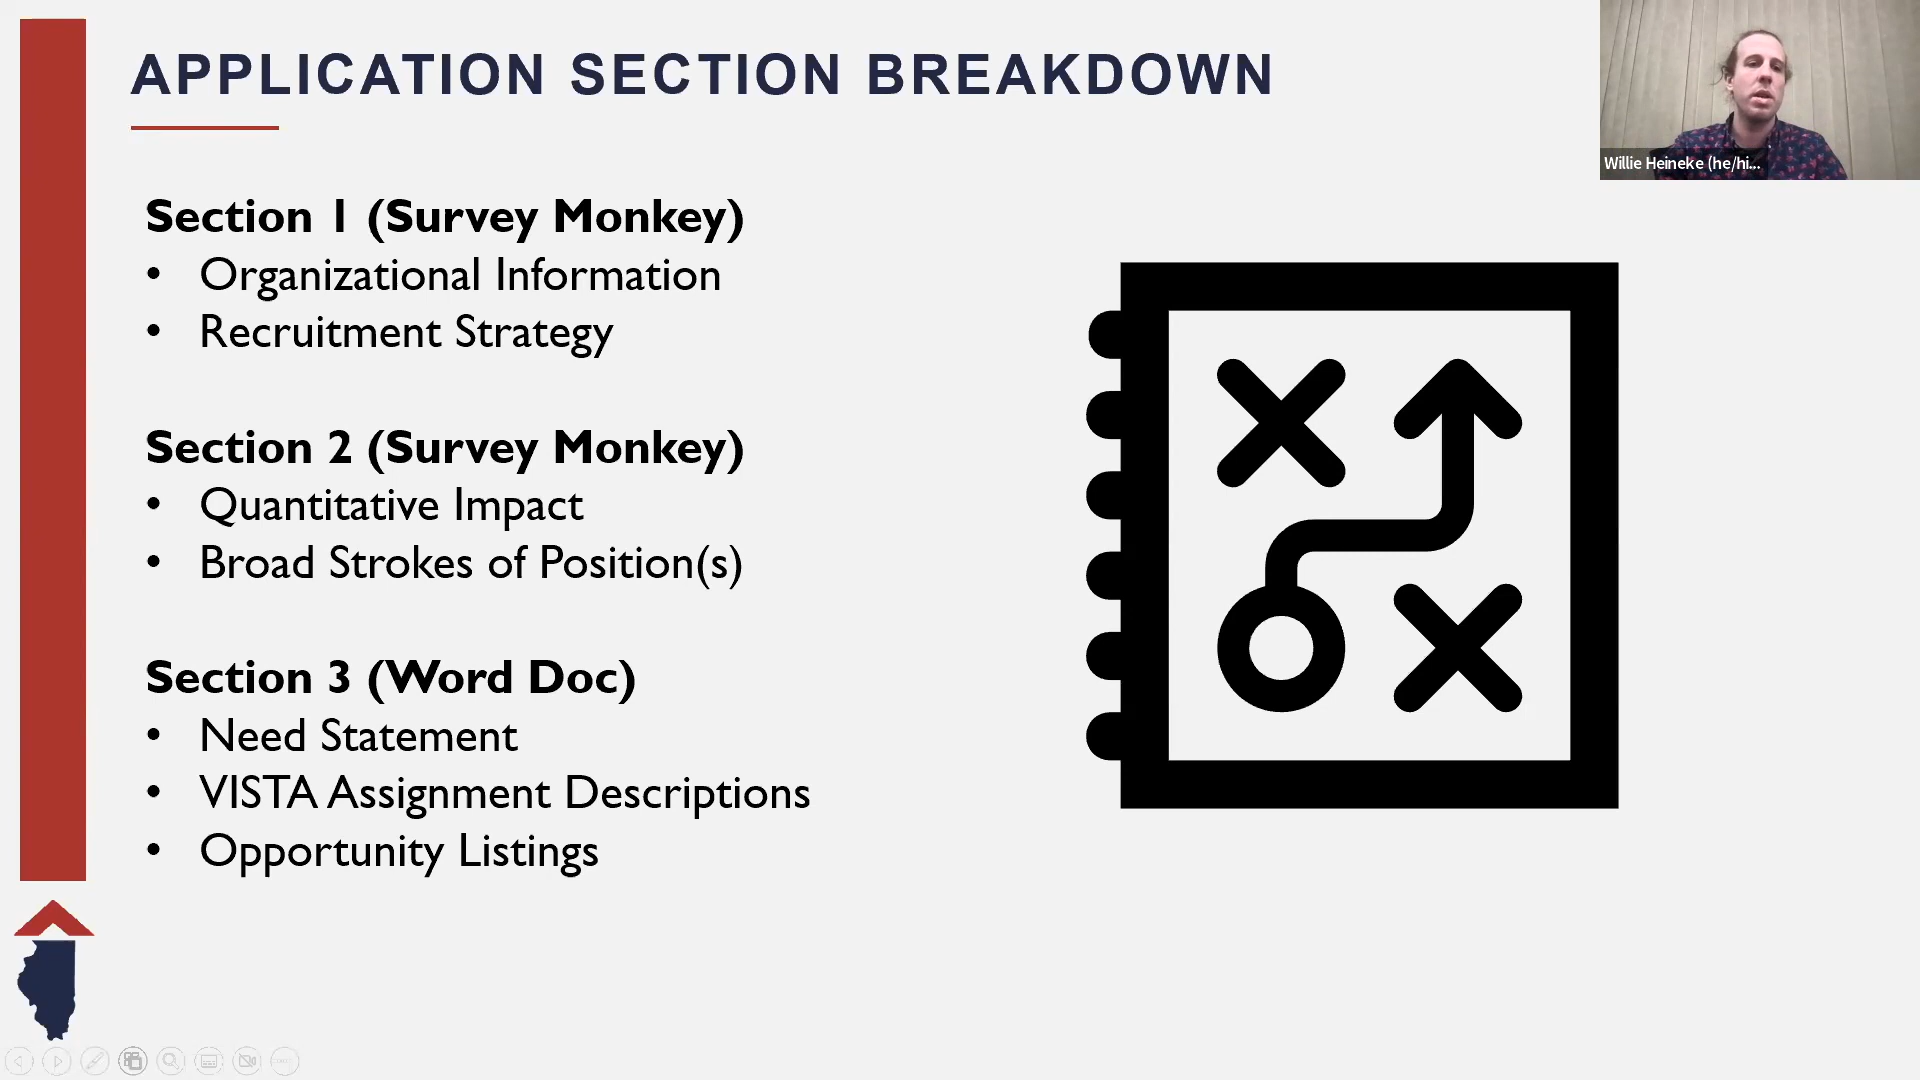 APPLICATION SECTION BREAKDOWN
Willie Heineke (he/hi...
Section 1 (Survey Monkey)
• Organizational Information
• Recruitment Strategy
Section 2 (Survey Monkey)
• Quantitative Impact
• Broad Strokes of Position(s)
Section 3 (Word Doc)
• Need Statement
• VISTA Assignment Descriptions
• Opportunity Listings